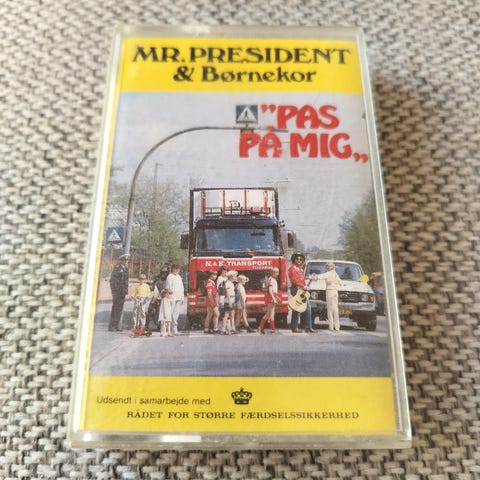 MR. PRESIDENT
& Børnekor
"PAS
PÅ MIG„
N. & K. TRANSPORT
Udsendt i samarbejde med
RÅDET FOR STØRRE FÆRDSELSSIKKERHED